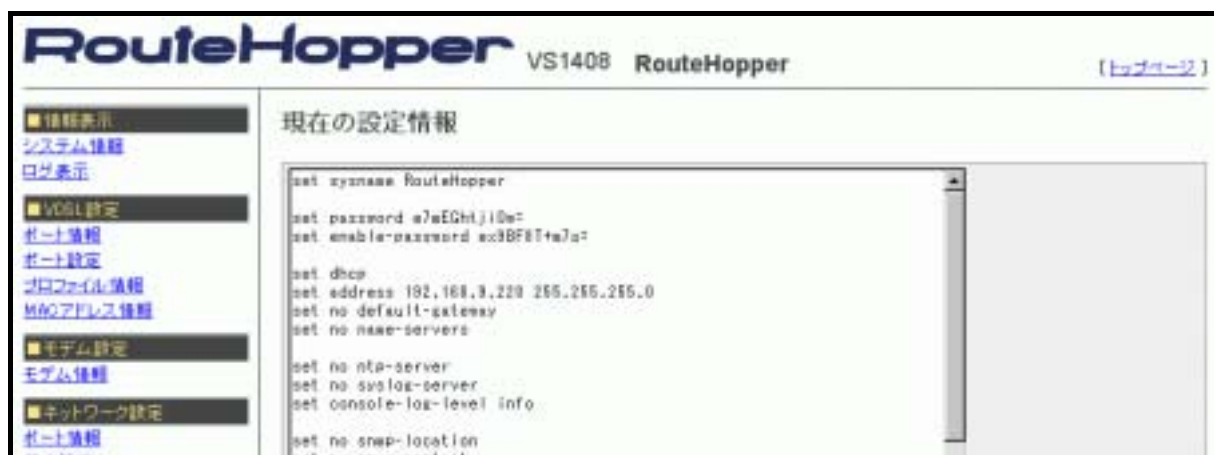 RouteHopper VS1408 RouteHopper [トップページ]
■情報表示
システム情報
ログ表示
■VDSL設定
ポート情報
ポート設定
プロファイル情報
MACアドレス情報
■モデム設定
モデム情報
■ネットワーク設定
ポート情報
現在の設定情報
set sysname RouteHopper
set password
set enable-password
set dhcp
set address 192.168.9.220 255.255.255.0
set no default-gateway
set no name-servers
set no ntp-server
set no syslog-server
set console-log-level info
set no snmp-location